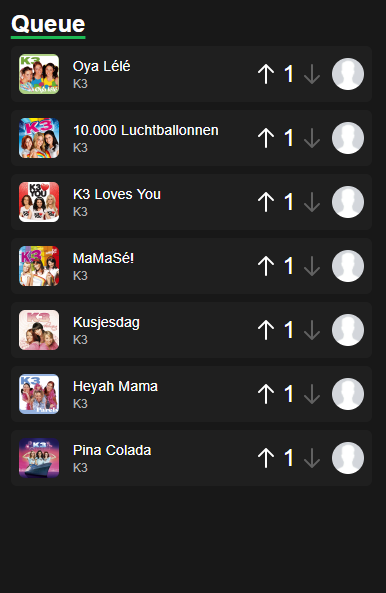 Queue
Oya Lélé
K3
1
10.000 Luchtballonnen
K3
1
K3 Loves You
K3
1
MaMaSé!
K3
1
Kusjesdag
K3
1
Heyah Mama
K3
1
Pina Colada
K3
1